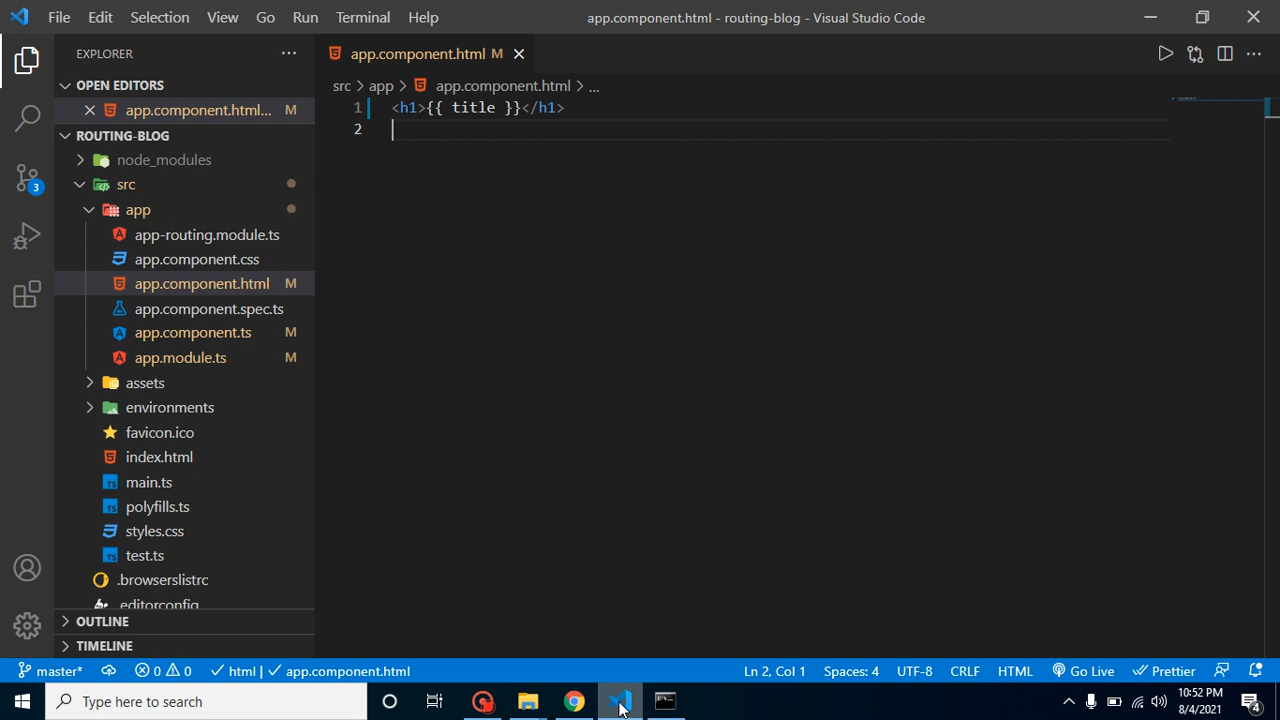 File Edit Selection View Go Run Terminal Help
app.component.html - routing-blog - Visual Studio Code
EXPLORER
OPEN EDITORS
app.component.html... M
ROUTING-BLOG
node_modules
src
app
app-routing.module.ts
app.component.css
app.component.html M
app.component.spec.ts
app.component.ts M
app.module.ts M
assets
environments
favicon.ico
index.html
main.ts
polyfills.ts
styles.css
test.ts
.browserslistrc
.editorconfig
OUTLINE
TIMELINE
3
app.component.html M
src > app > app.component.html > ...
1 <h1>{{ title }}</h1>
2
master* 0 0 html | app.component.html Ln 2, Col 1 Spaces: 4 UTF-8 CRLF HTML Go Live Prettier
Type here to search
10:52 PM
8/4/2021
4